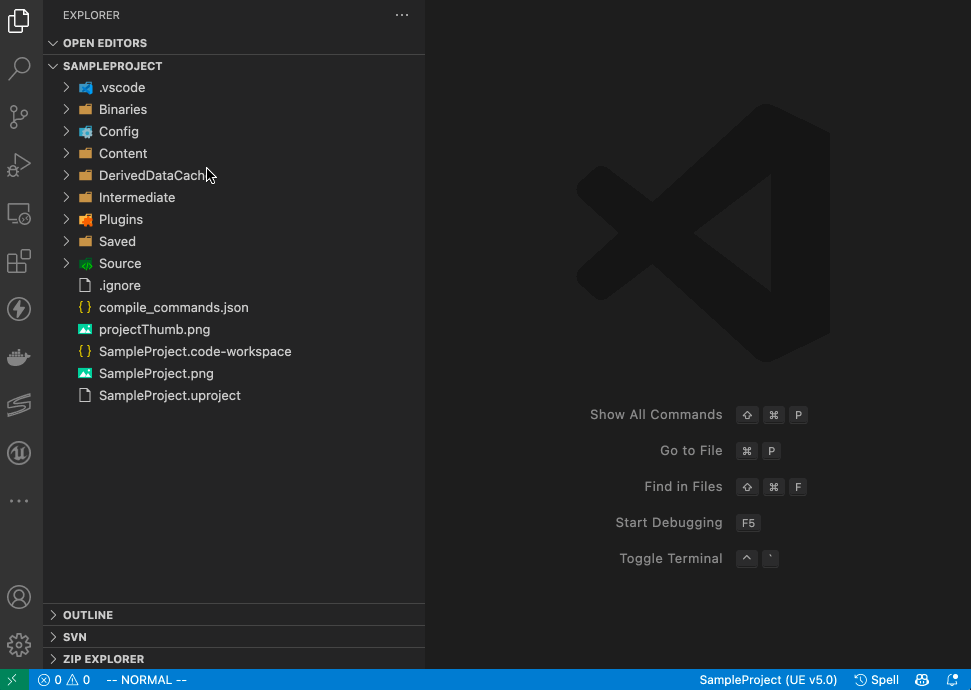 EXPLORER
OPEN EDITORS
SAMPLEPROJECT
.vscode
Binaries
Config
Content
DerivedDataCach
Intermediate
Plugins
Saved
Source
.ignore
{ } compile_commands.json
projectThumb.png
{ } SampleProject.code-workspace
SampleProject.png
SampleProject.uproject
OUTLINE
SVN
ZIP EXPLORER
Show All Commands ⇧ ⌘ P
Go to File ⌘ P
Find in Files ⇧ ⌘ F
Start Debugging F5
Toggle Terminal ^ `
0 0 -- NORMAL -- SampleProject (UE v5.0) Spell